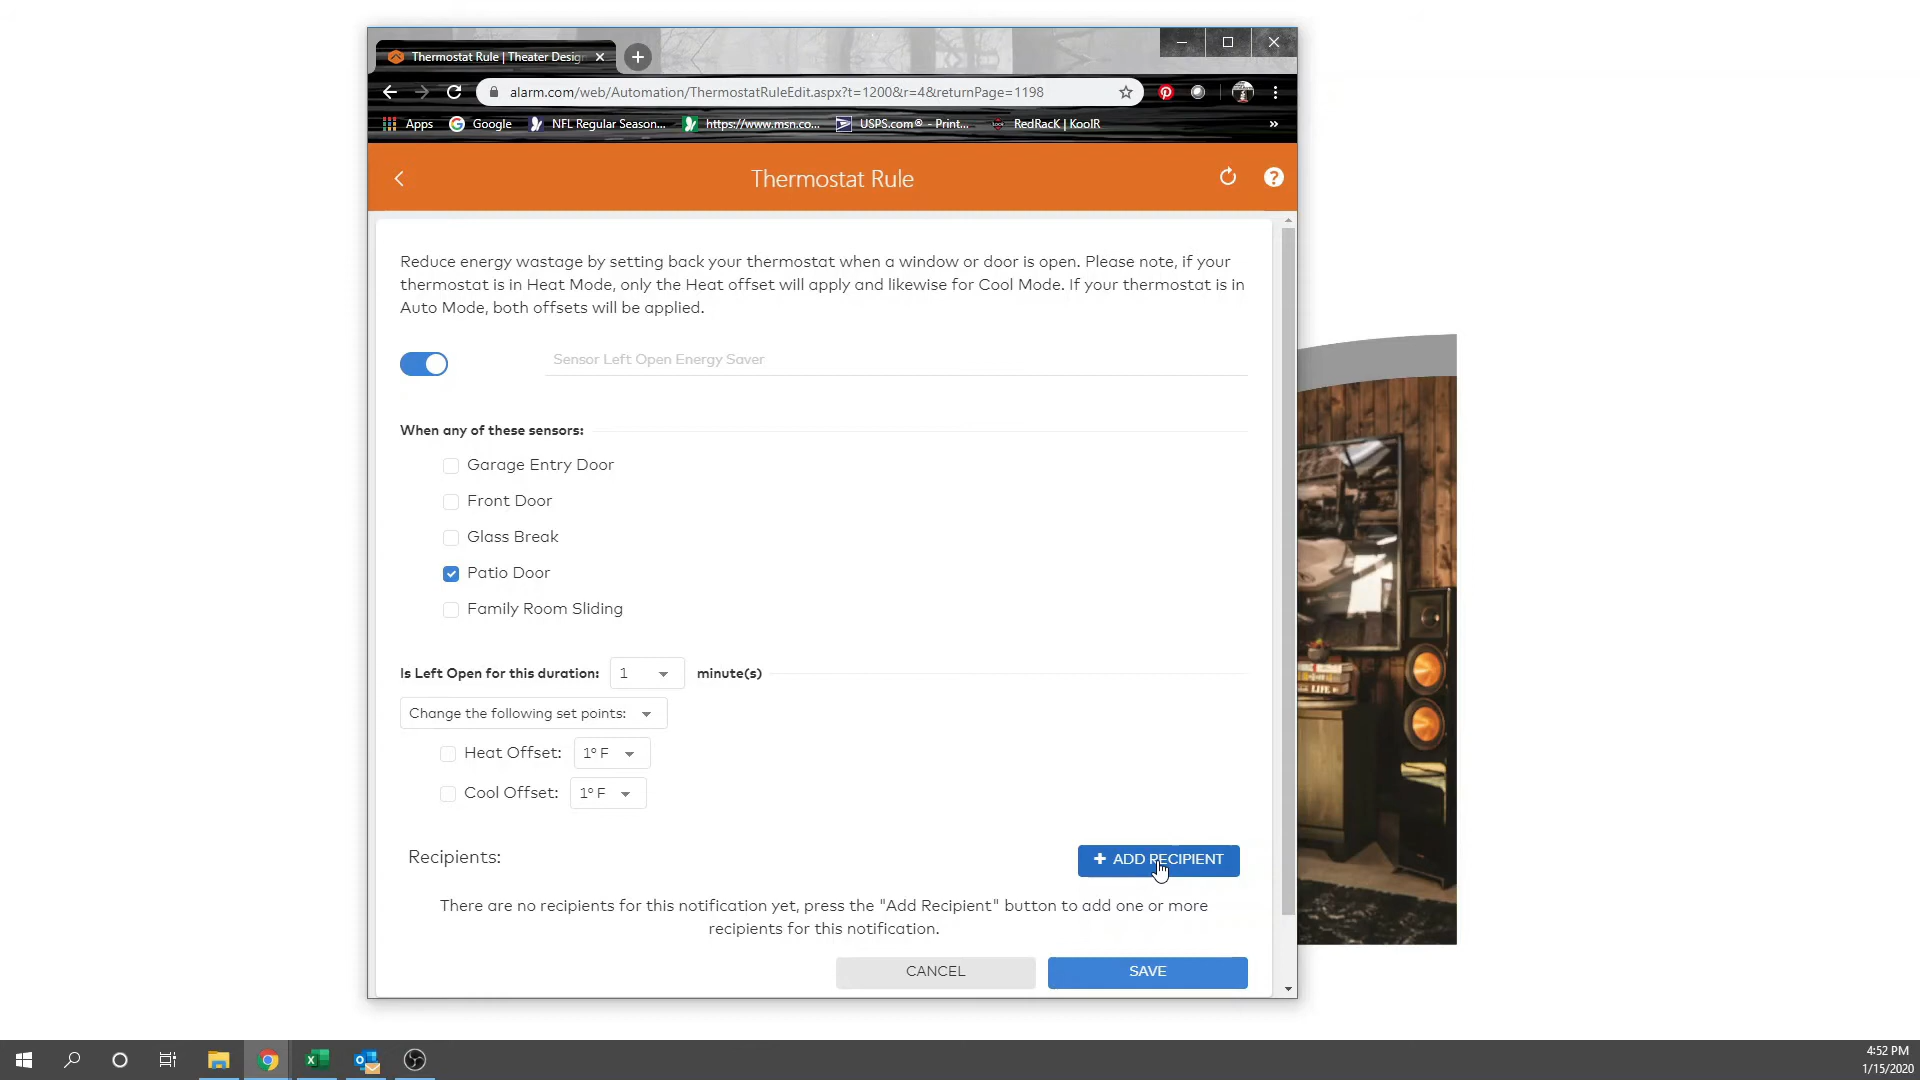 Thermostat Rule | Theater Desig
alarm.com/web/Automation/ThermostatRuleEdit.aspx?t=1200&r=4&returnPage=1198
Apps Google NFL Regular Season... https://www.msn.co... USPS.com® - Print... RedRacK | KoolR »
Thermostat Rule
Reduce energy wastage by setting back your thermostat when a window or door is open. Please note, if your
thermostat is in Heat Mode, only the Heat offset will apply and likewise for Cool Mode. If your thermostat is in
Auto Mode, both offsets will be applied.
Sensor Left Open Energy Saver
When any of these sensors:
Garage Entry Door
Front Door
Glass Break
Patio Door
Family Room Sliding
Is Left Open for this duration: 1 minute(s)
Change the following set points:
Heat Offset: 1° F
Cool Offset: 1° F
Recipients:
+ ADD RECIPIENT
There are no recipients for this notification yet, press the "Add Recipient" button to add one or more
recipients for this notification.
CANCEL SAVE
LIFE
4:52 PM
1/15/2020